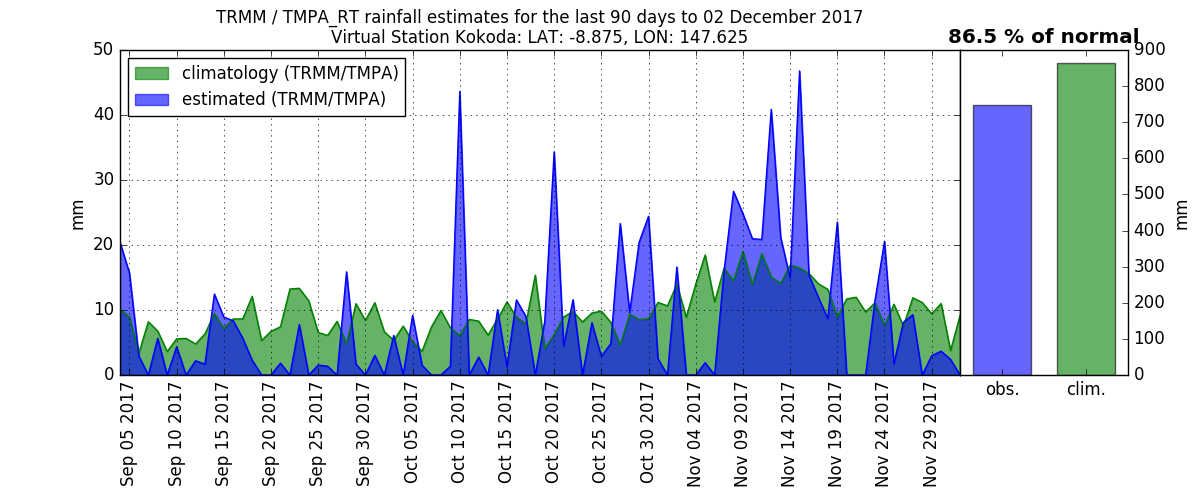 TRMM / TMPA_RT rainfall estimates for the last 90 days to 02 December 2017
Virtual Station Kokoda: LAT: -8.875, LON: 147.625
86.5 % of normal
climatology (TRMM/TMPA)
estimated (TRMM/TMPA)
50
40
30
20
10
0
mm
900
800
700
600
500
400
300
200
100
0
mm
Sep 05 2017
Sep 10 2017
Sep 15 2017
Sep 20 2017
Sep 25 2017
Sep 30 2017
Oct 05 2017
Oct 10 2017
Oct 15 2017
Oct 20 2017
Oct 25 2017
Oct 30 2017
Nov 04 2017
Nov 09 2017
Nov 14 2017
Nov 19 2017
Nov 24 2017
Nov 29 2017
obs.
clim.